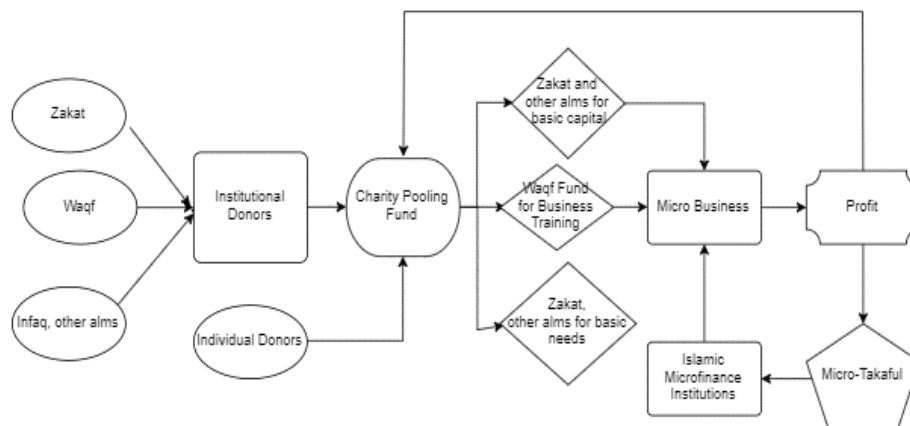 Zakat
Waqf
Infaq, other alms
Institutional
Donors
Individual Donors
Charity Pooling
Fund
Zakat and
other alms for
basic capital
Waqf Fund
for Business
Training
Zakat,
other alms for basic
needs
Micro Business
Islamic
Microfinance
Institutions
Profit
Micro-Takaful